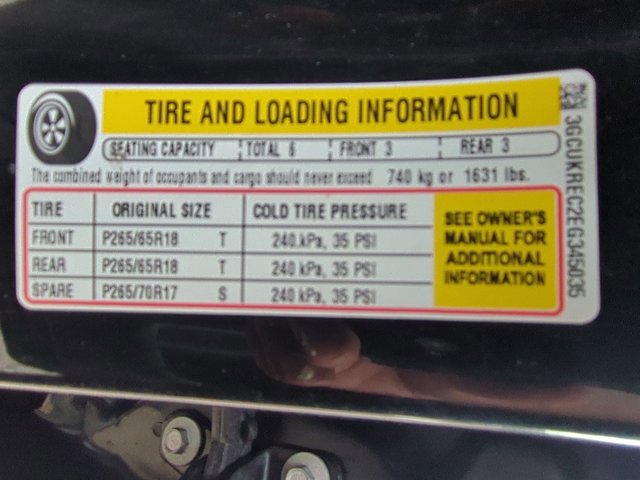 TIRE AND LOADING INFORMATION
SEATING CAPACITY TOTAL 6 FRONT 3 REAR 3
The combined weight of occupants and cargo should never exceed 740 kg or 1631 lbs.
TIRE ORIGINAL SIZE COLD TIRE PRESSURE
FRONT P265/65R18 T 240 kPa, 35 PSI
REAR P265/65R18 T 240 kPa, 35 PSI
SPARE P265/70R17 S 240 kPa, 35 PSI
SEE OWNER'S
MANUAL FOR
ADDITIONAL
INFORMATION
3GCUKREC2EG345035